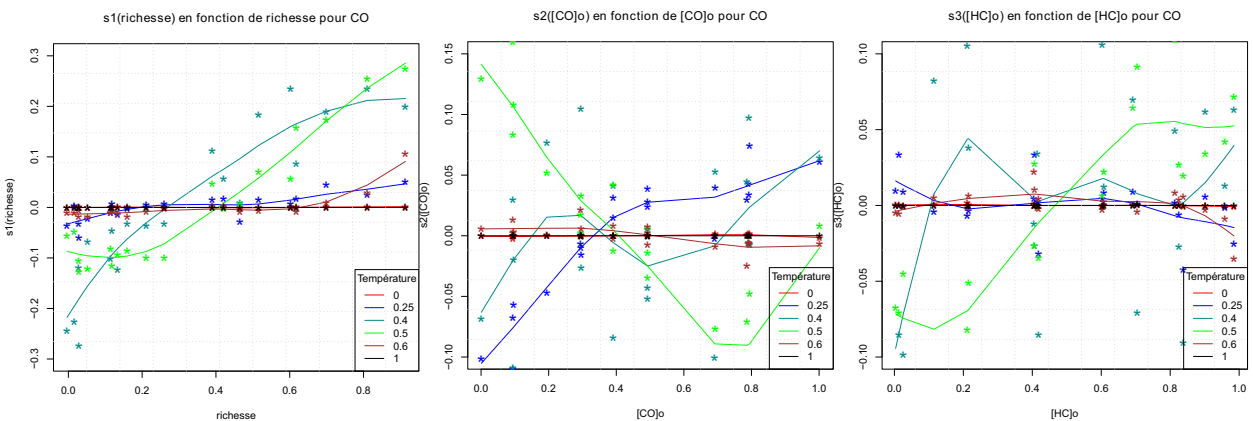 s1(richesse) en fonction de richesse pour CO
s1(richesse)
0.3
0.2
0.1
0.0
−0.1
−0.2
−0.3
0.0 0.2 0.4 0.6 0.8
richesse
Température
0
0.25
0.4
0.5
0.6
1
s2([CO]o) en fonction de [CO]o pour CO
s2([CO]o)
0.15
0.10
0.05
0.00
−0.05
−0.10
0.0 0.2 0.4 0.6 0.8 1.0
[CO]o
Température
0
0.25
0.4
0.5
0.6
1
s3([HC]o) en fonction de [HC]o pour CO
s3([HC]o)
0.10
0.05
0.00
−0.05
−0.10
0.0 0.2 0.4 0.6 0.8 1.0
[HC]o
Température
0
0.25
0.4
0.5
0.6
1